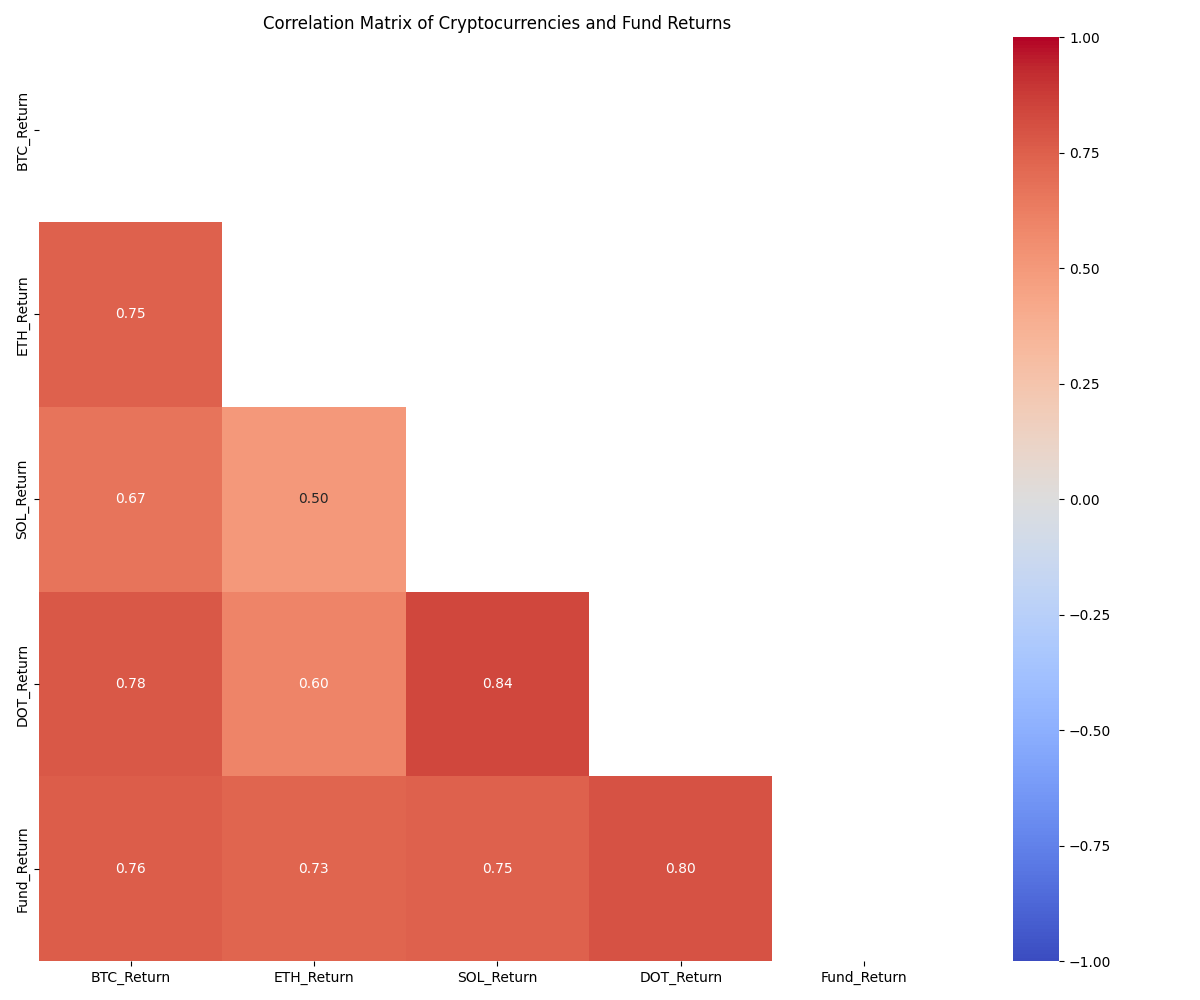 Correlation Matrix of Cryptocurrencies and Fund Returns
BTC_Return
ETH_Return
SOL_Return
DOT_Return
Fund_Return
0.75
0.67 0.50
0.78 0.60 0.84
0.76 0.73 0.75 0.80
BTC_Return ETH_Return SOL_Return DOT_Return Fund_Return
1.00
0.75
0.50
0.25
0.00
−0.25
−0.50
−0.75
−1.00